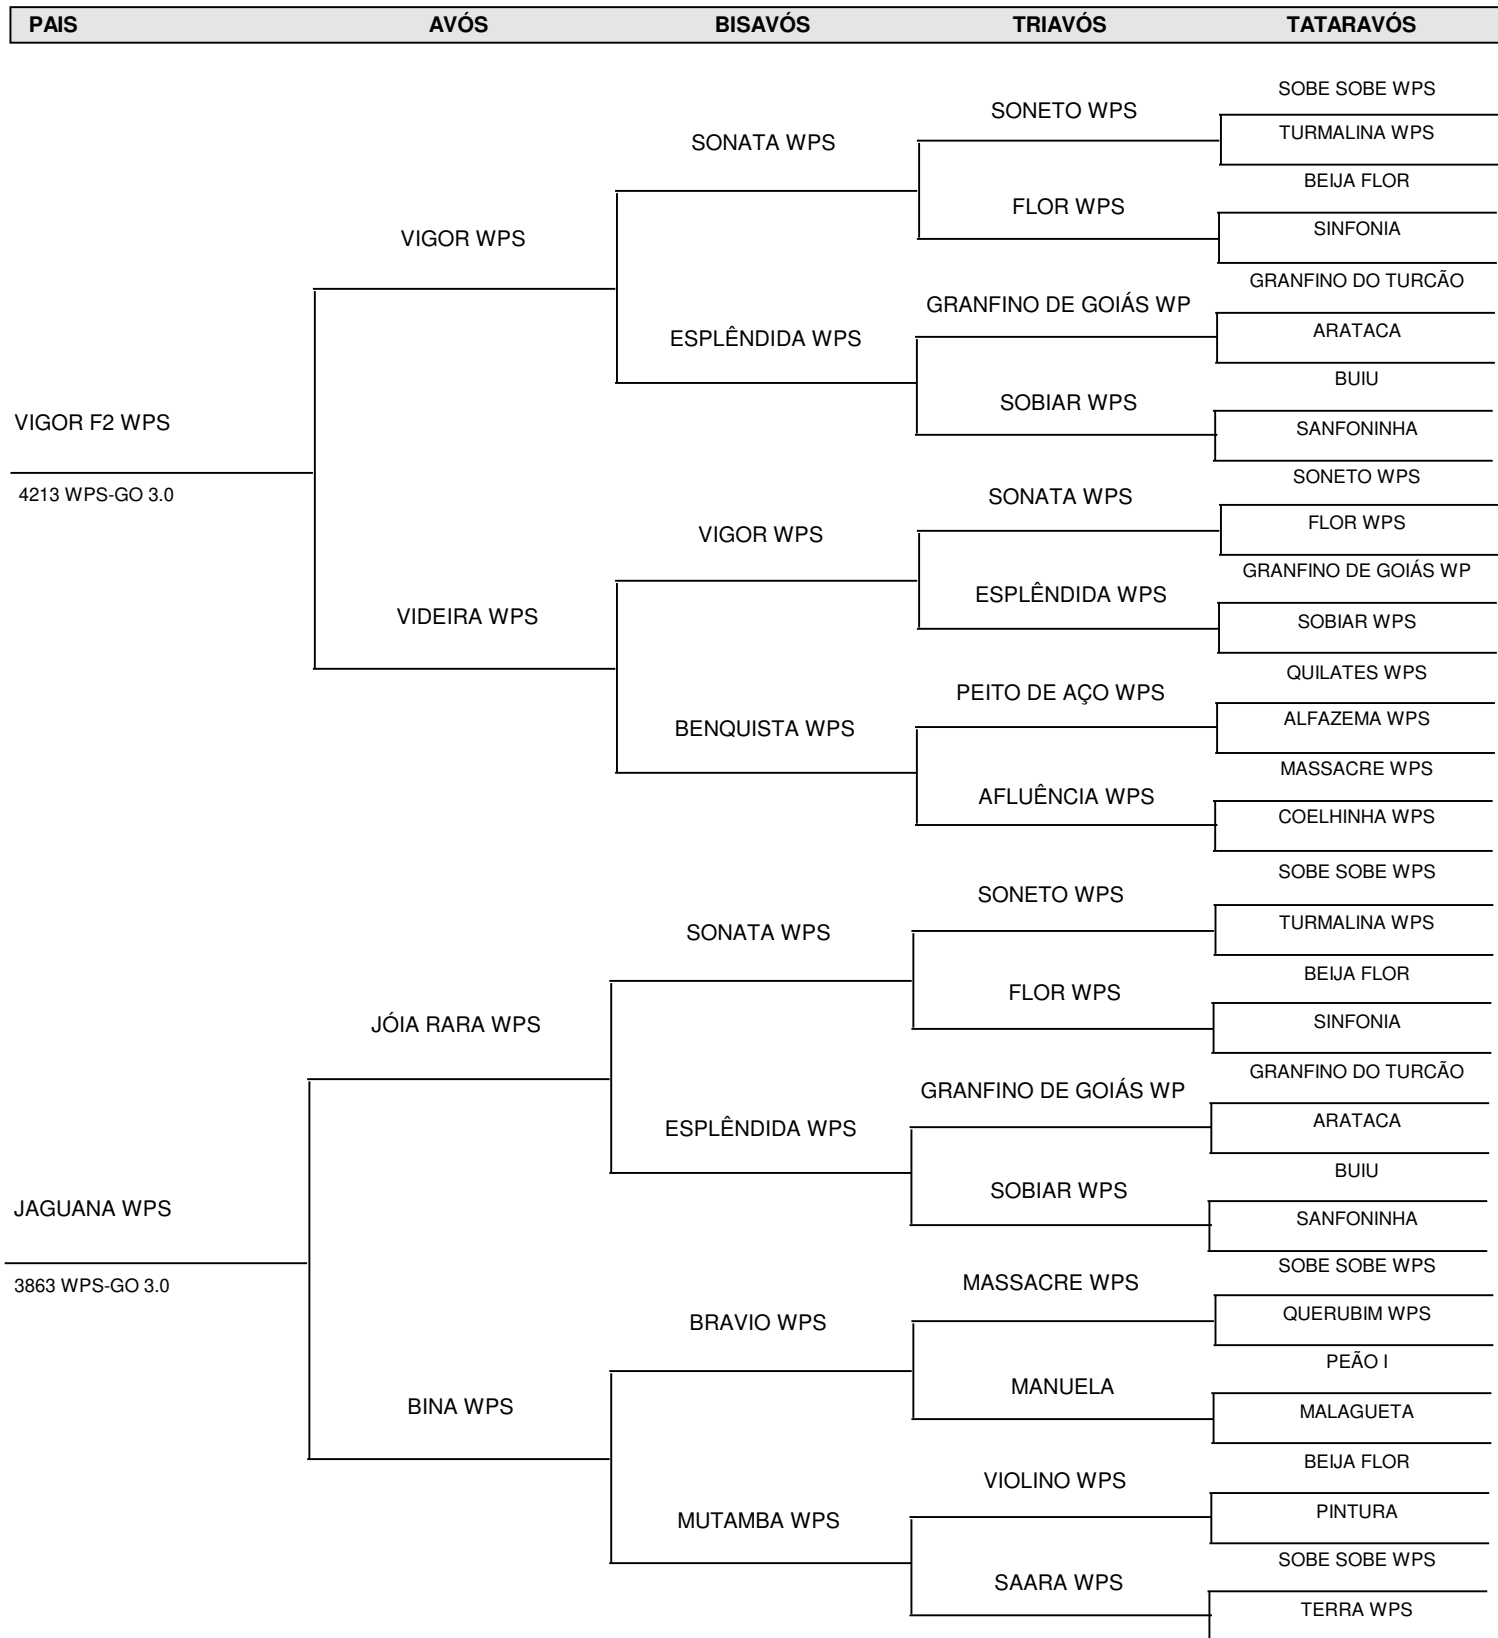 PAIS AVÓS BISAVÓS TRIAVÓS TATARAVÓS
SOBE SOBE WPS
SONETO WPS
TURMALINA WPS
SONATA WPS
BEIJA FLOR
FLOR WPS
SINFONIA
VIGOR WPS
GRANFINO DO TURCÃO
GRANFINO DE GOIÁS WP
ARATACA
ESPLÊNDIDA WPS
BUIU
SOBIAR WPS
VIGOR F2 WPS
SANFONINHA
SONETO WPS
4213 WPS-GO 3.0
SONATA WPS
FLOR WPS
VIGOR WPS
GRANFINO DE GOIÁS WP
ESPLÊNDIDA WPS
VIDEIRA WPS
SOBIAR WPS
QUILATES WPS
PEITO DE AÇO WPS
ALFAZEMA WPS
BENQUISTA WPS
MASSACRE WPS
AFLUÊNCIA WPS
COELHINHA WPS
SOBE SOBE WPS
SONETO WPS
TURMALINA WPS
SONATA WPS
BEIJA FLOR
FLOR WPS
SINFONIA
JÓIA RARA WPS
GRANFINO DO TURCÃO
GRANFINO DE GOIÁS WP
ARATACA
ESPLÊNDIDA WPS
BUIU
SOBIAR WPS
JAGUANA WPS
SANFONINHA
SOBE SOBE WPS
3863 WPS-GO 3.0
MASSACRE WPS
QUERUBIM WPS
BRAVIO WPS
PEÃO I
MANUELA
BINA WPS
MALAGUETA
BEIJA FLOR
VIOLINO WPS
PINTURA
MUTAMBA WPS
SOBE SOBE WPS
SAARA WPS
TERRA WPS